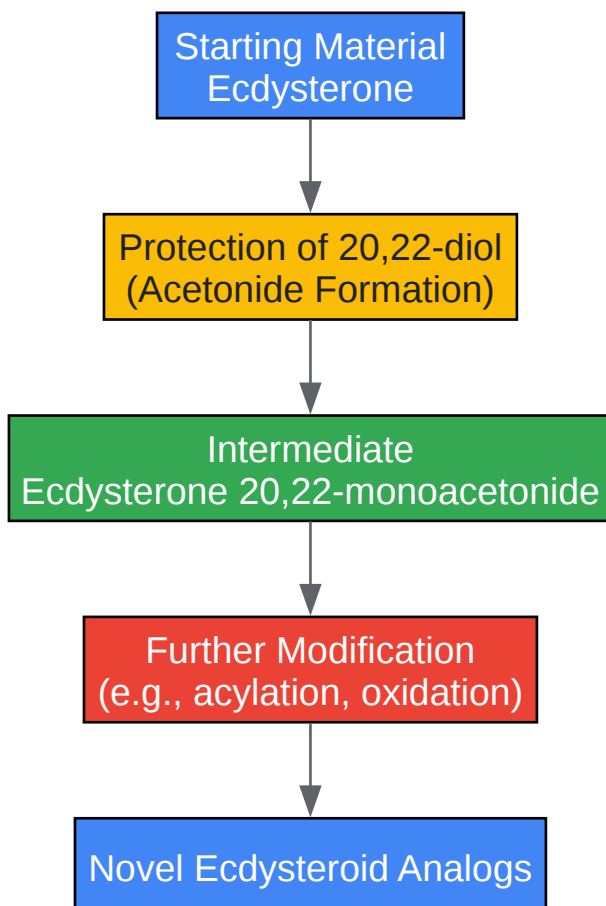 Starting Material
Ecdysterone
Protection of 20,22-diol
(Acetonide Formation)
Intermediate
Ecdysterone 20,22-monoacetonide
Further Modification
(e.g., acylation, oxidation)
Novel Ecdysteroid Analogs